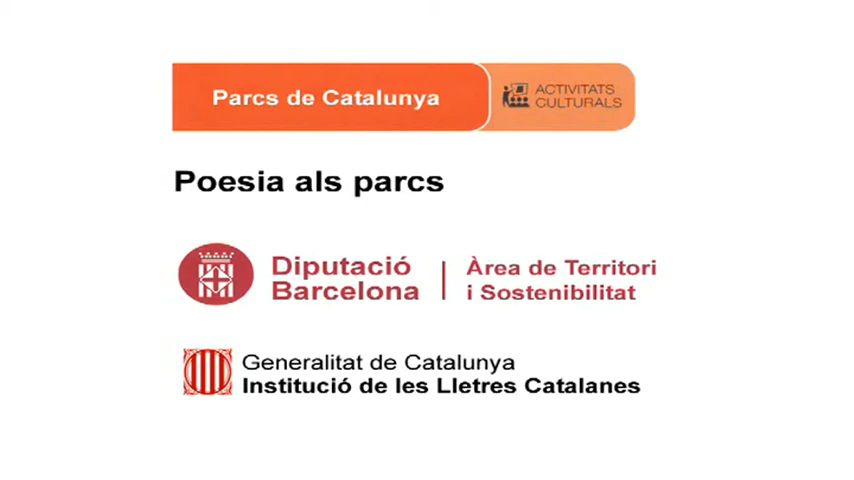 Parcs de Catalunya
ACTIVITATS
CULTURALS
Poesia als parcs
Diputació
Barcelona
Àrea de Territori
i Sostenibilitat
Generalitat de Catalunya
Institució de les Lletres Catalanes